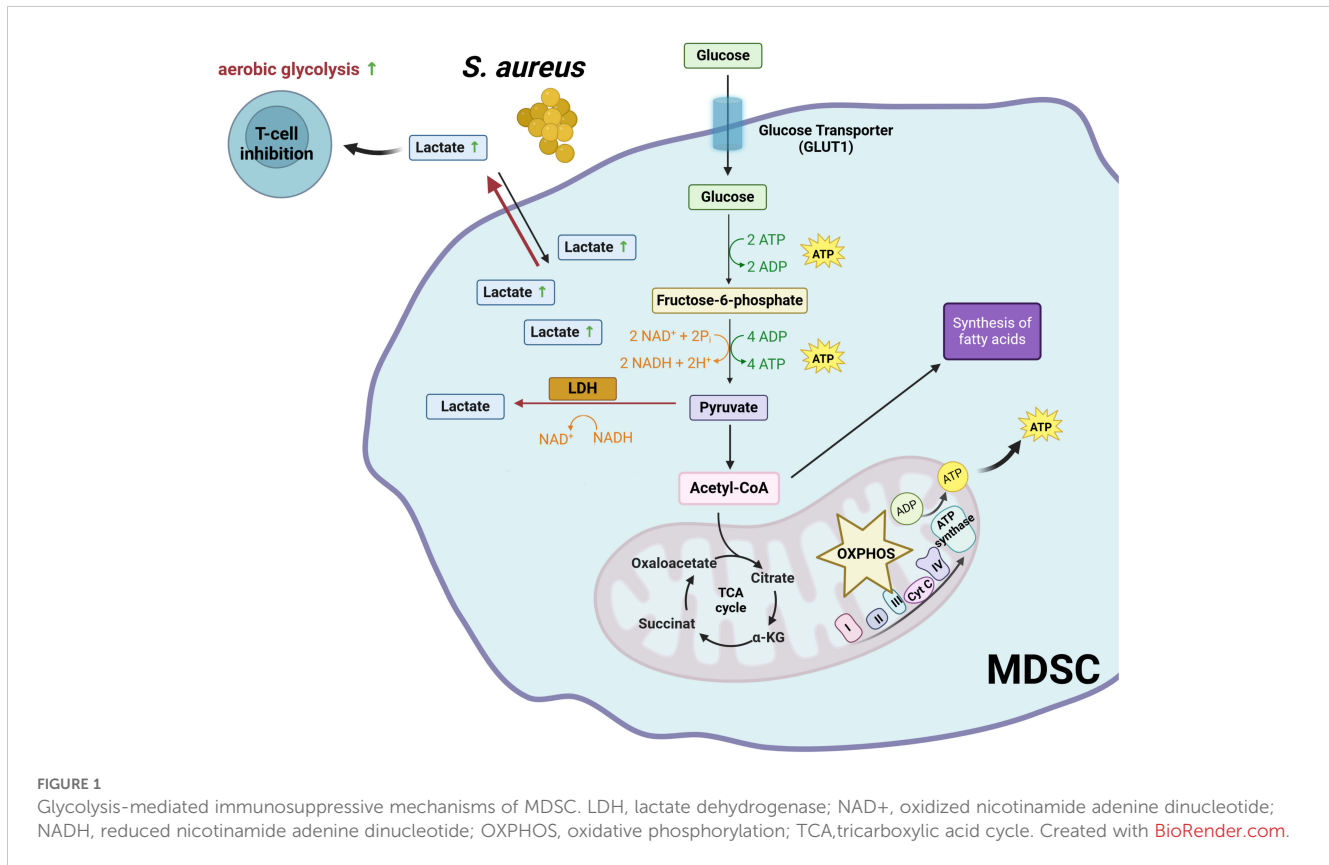 aerobic glycolysis ↑
S. aureus
Glucose
T-cell
inhibition
Lactate ↑
Glucose Transporter
(GLUT1)
Glucose
Lactate ↑
2 ATP
2 ADP
ATP
Lactate ↑
Fructose-6-phosphate
Lactate ↑
2 NAD⁺ + 2Pᵢ
2 NADH + 2H⁺
4 ADP
4 ATP
ATP
Synthesis of
fatty acids
LDH
Lactate
Pyruvate
NAD⁺
NADH
ATP
Acetyl-CoA
ATP
ADP
ATP
synthase
OXPHOS
Oxaloacetate
Citrate
TCA
cycle
Succinat
α-KG
I
II
III
Cyt C
IV
MDSC
FIGURE 1
Glycolysis-mediated immunosuppressive mechanisms of MDSC. LDH, lactate dehydrogenase; NAD+, oxidized nicotinamide adenine dinucleotide;
NADH, reduced nicotinamide adenine dinucleotide; OXPHOS, oxidative phosphorylation; TCA,tricarboxylic acid cycle. Created with BioRender.com.